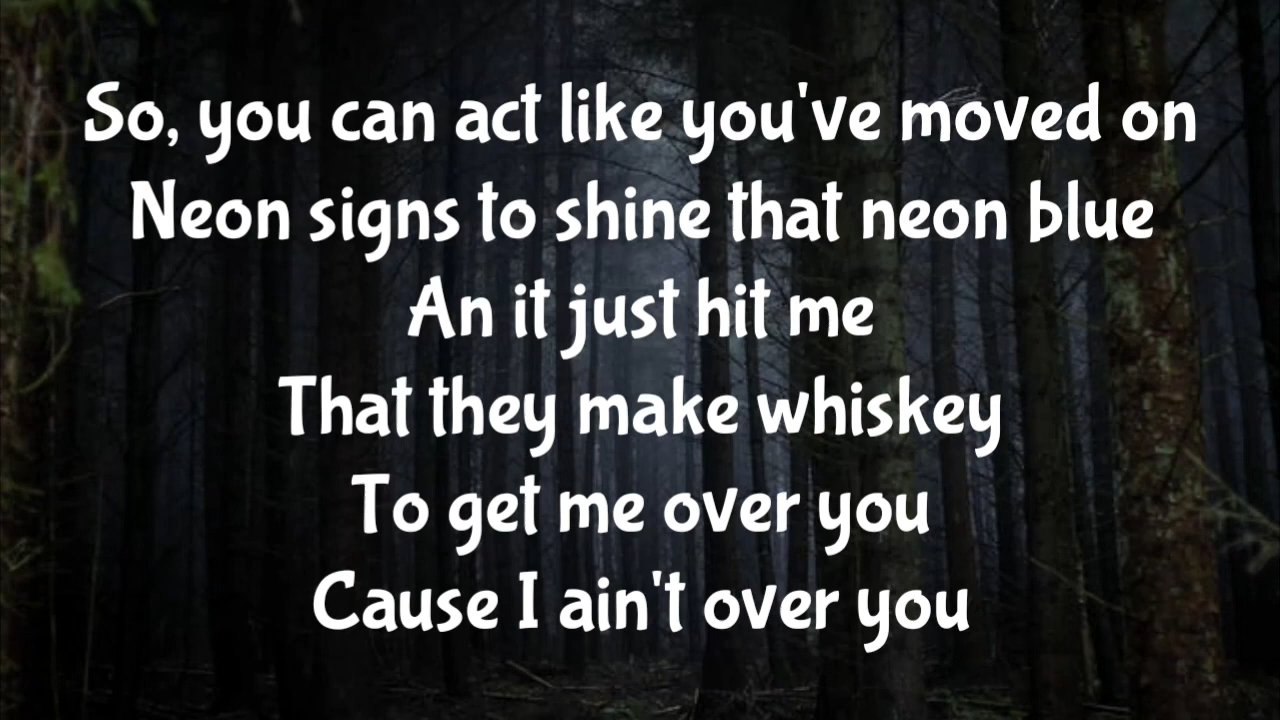 So, you can act like you've moved on
Neon signs to shine that neon blue
An it just hit me
That they make whiskey
To get me over you
Cause I ain't over you